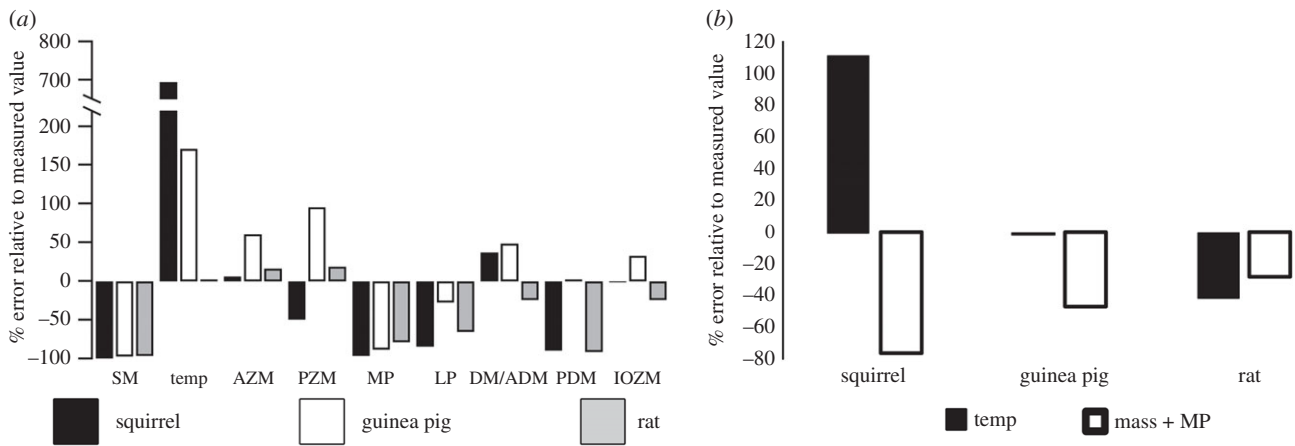 (a)
% error relative to measured value
800
700
200
150
100
50
0
–50
–100
SM temp AZM PZM MP LP DM/ADM PDM IOZM
squirrel guinea pig rat
(b)
% error relative to measured value
120
100
80
60
40
20
0
–20
–40
–60
–80
squirrel guinea pig rat
temp mass + MP